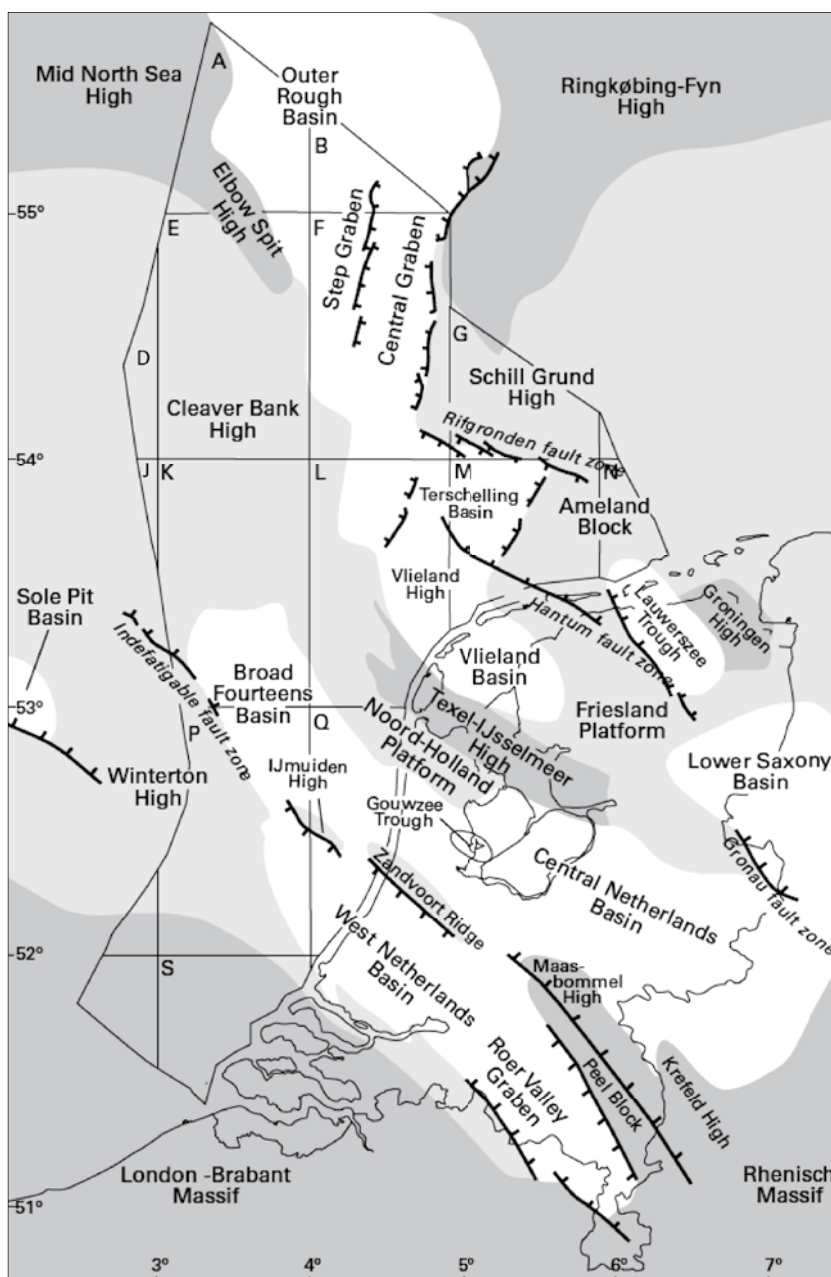 Mid North Sea
High
A
Outer
Rough
Basin
Ringkøbing-Fyn
High
B
Elbow Spit
High
55°
E
F
Step Graben
Central Graben
G
D
Schill Grund
High
Cleaver Bank
High
Rifgronden fault zone
54°
J
K
L
M
N
Terschelling
Basin
Ameland
Block
Vlieland
High
Hantum fault zone
Lauwerszee
Trough
Groningen
High
Sole Pit
Basin
Indefatigable fault zone
Broad
Fourteens
Basin
Vlieland
Basin
53°
P
Q
Texel-IJsselmeer
High
Friesland
Platform
Noord-Holland
Platform
Lower Saxony
Basin
Winterton
High
IJmuiden
High
Gouwzee
Trough
Gronau fault zone
Zandvoort Ridge
Central Netherlands
Basin
52°
S
West Netherlands
Basin
Maas-
bommel
High
Roer Valley
Graben
Peel Block
Krefeld High
London -Brabant
Massif
Rhenisch
Massif
51°
3°
4°
5°
6°
7°